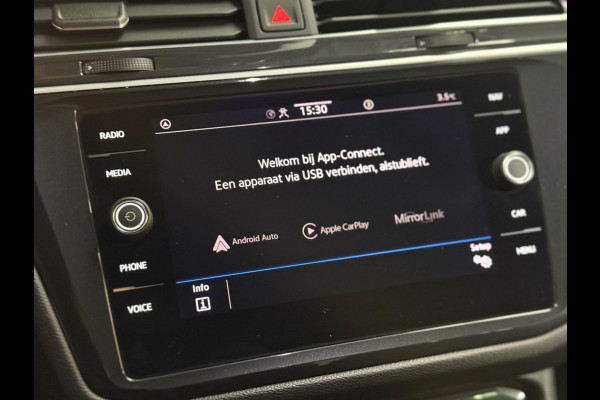 15:30
3.5°C
RADIO
NAV
MEDIA
APP
Welkom bij App-Connect.
Een apparaat via USB verbinden, alstublieft.
Android Auto
Apple CarPlay
MirrorLink
CAR
PHONE
Setup
MENU
VOICE
Info